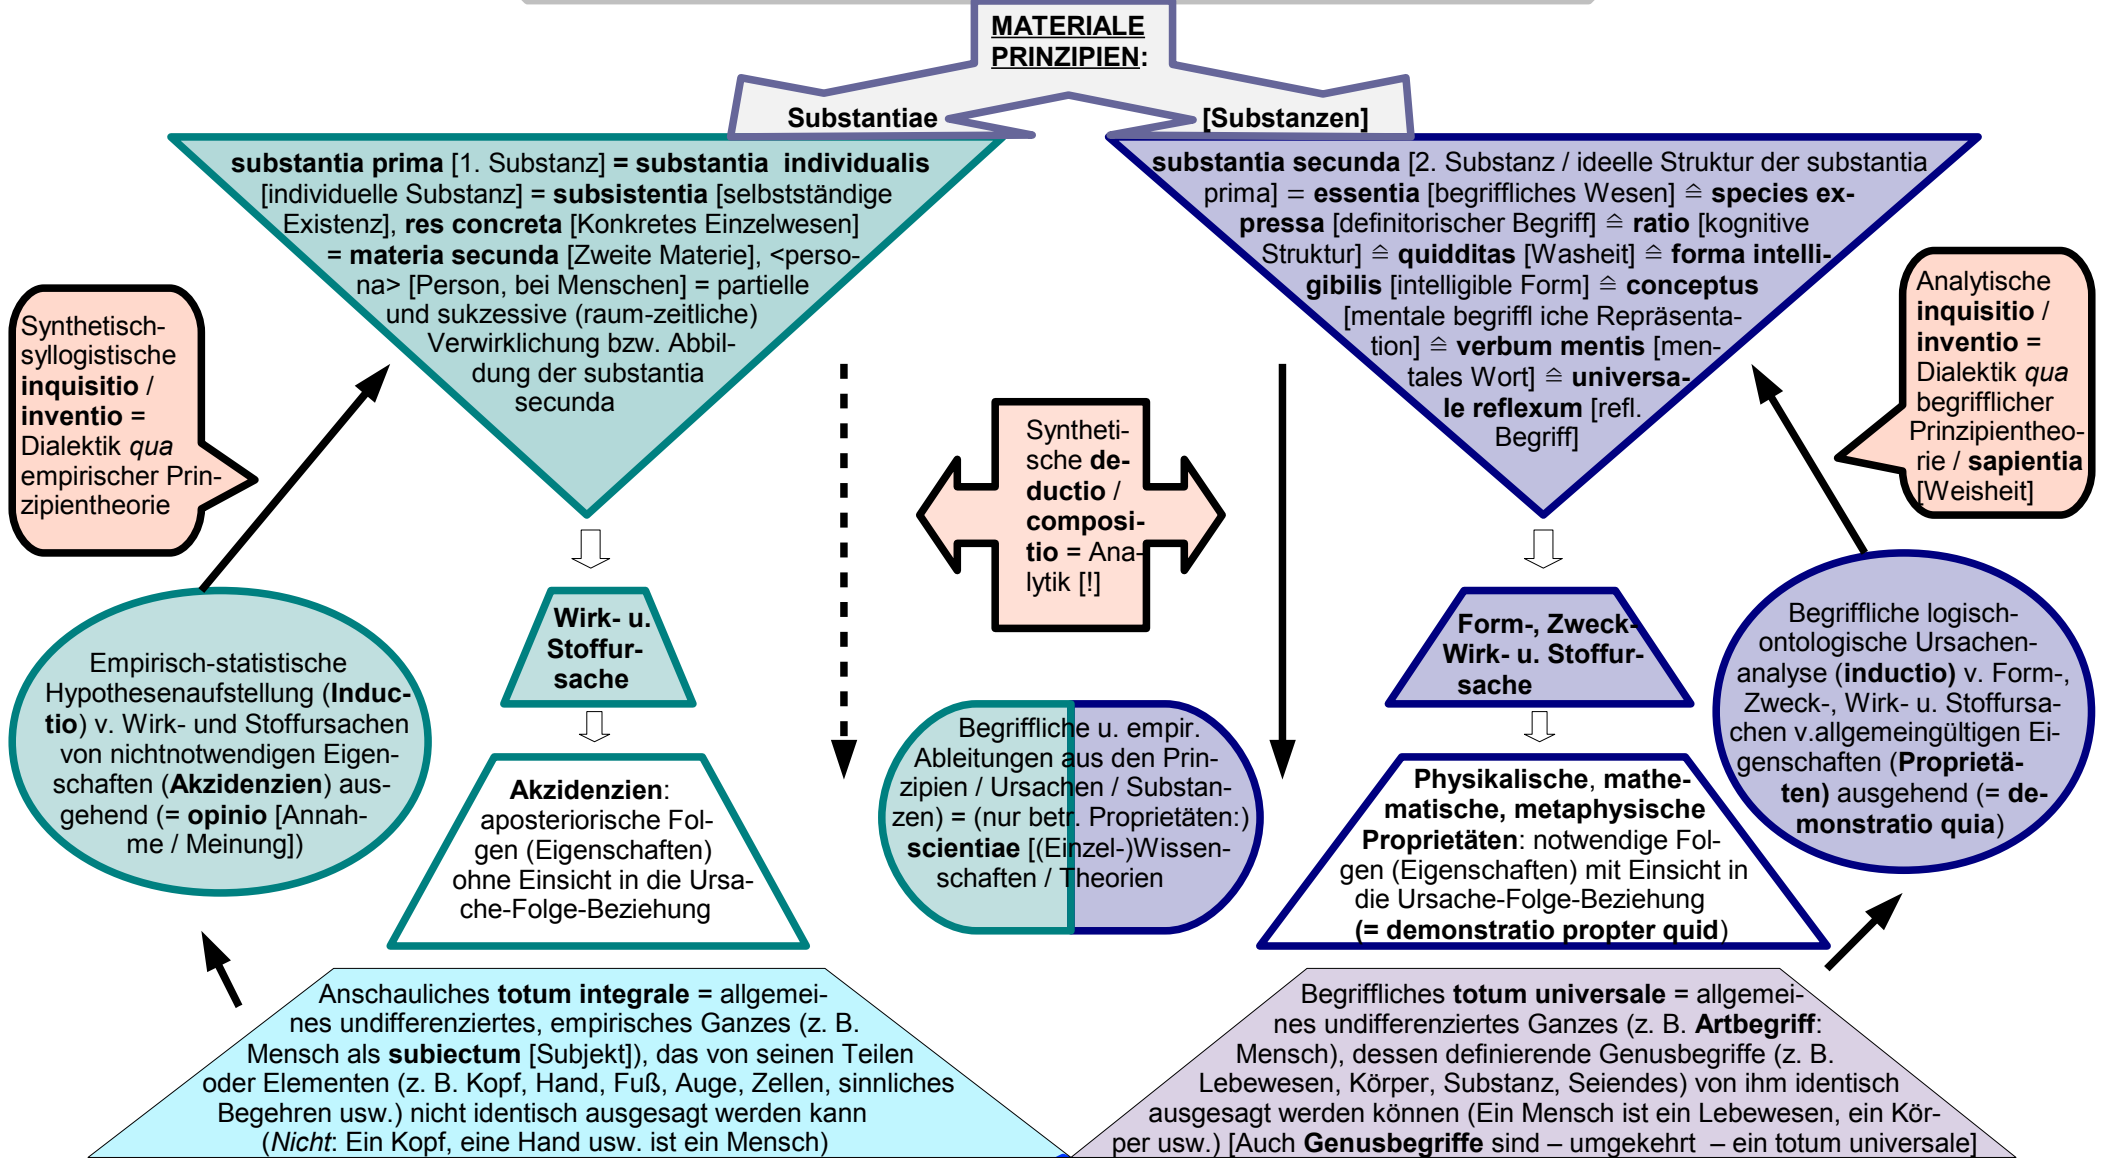 MATERIALE
PRINZIPIEN:
Substantiae
[Substanzen]
substantia prima [1. Substanz] = substantia individualis
[individuelle Substanz] = subsistentia [selbstständige
Existenz], res concreta [Konkretes Einzelwesen]
= materia secunda [Zweite Materie], <perso-
na> [Person, bei Menschen] = partielle
und sukzessive (raum-zeitliche)
Verwirklichung bzw. Abbil-
dung der substantia
secunda
substantia secunda [2. Substanz / ideelle Struktur der substantia
prima] = essentia [begriffliches Wesen] ≙ species ex-
pressa [definitorischer Begriff] ≙ ratio [kognitive
Struktur] ≙ quidditas [Washeit] ≙ forma intelli-
gibilis [intelligible Form] ≙ conceptus
[mentale begriffl iche Repräsenta-
tion] ≙ verbum mentis [men-
tales Wort] ≙ universa-
le reflexum [refl.
Begriff]
Synthetisch-
syllogistische
inquisitio /
inventio =
Dialektik qua
empirischer Prin-
zipientheorie
Analytische
inquisitio /
inventio =
Dialektik qua
begrifflicher
Prinzipientheo-
rie / sapientia
[Weisheit]
Syntheti-
sche de-
ductio /
composi-
tio = Ana-
lytik [!]
Empirisch-statistische
Hypothesenaufstellung (Induc-
tio) v. Wirk- und Stoffursachen
von nichtnotwendigen Eigen-
schaften (Akzidenzien) aus-
gehend (= opinio [Annah-
me / Meinung])
Wirk- u.
Stoffur-
sache
Akzidenzien:
aposteriorische Fol-
gen (Eigenschaften)
ohne Einsicht in die Ursa-
che-Folge-Beziehung
Begriffliche u. empir.
Ableitungen aus den Prin-
zipien / Ursachen / Substan-
zen) = (nur betr. Proprietäten:)
scientiae [(Einzel-)Wissen-
schaften / Theorien
Form-, Zweck-
Wirk- u. Stoffur-
sache
Physikalische, mathe-
matische, metaphysische
Proprietäten: notwendige Fol-
gen (Eigenschaften) mit Einsicht in
die Ursache-Folge-Beziehung
(= demonstratio propter quid)
Begriffliche logisch-
ontologische Ursachen-
analyse (inductio) v. Form-,
Zweck-, Wirk- u. Stoffursa-
chen v.allgemeingültigen Ei-
genschaften (Proprietä-
ten) ausgehend (= de-
monstratio quia)
Anschauliches totum integrale = allgemei-
nes undifferenziertes, empirisches Ganzes (z. B.
Mensch als subiectum [Subjekt]), das von seinen Teilen
oder Elementen (z. B. Kopf, Hand, Fuß, Auge, Zellen, sinnliches
Begehren usw.) nicht identisch ausgesagt werden kann
(Nicht: Ein Kopf, eine Hand usw. ist ein Mensch)
Begriffliches totum universale = allgemei-
nes undifferenziertes Ganzes (z. B. Artbegriff:
Mensch), dessen definierende Genusbegriffe (z. B.
Lebewesen, Körper, Substanz, Seiendes) von ihm identisch
ausgesagt werden können (Ein Mensch ist ein Lebewesen, ein Kör-
per usw.) [Auch Genusbegriffe sind – umgekehrt – ein totum universale]